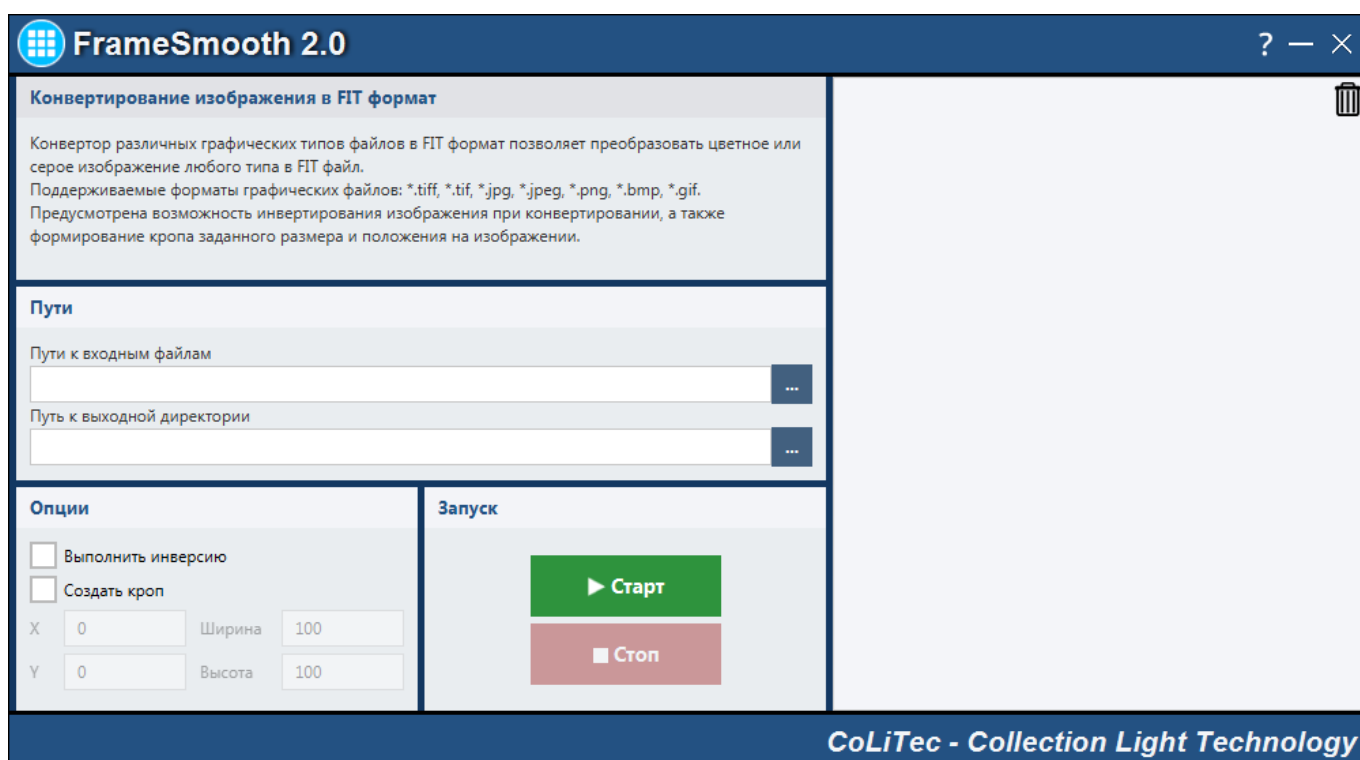 FrameSmooth 2.0
?
Конвертирование изображения в FIT формат
Конвертор различных графических типов файлов в FIT формат позволяет преобразовать цветное или
серое изображение любого типа в FIT файл.
Поддерживаемые форматы графических файлов: *.tiff, *.tif, *.jpg, *.jpeg, *.png, *.bmp, *.gif.
Предусмотрена возможность инвертирования изображения при конвертировании, а также
формирование кропа заданного размера и положения на изображении.
Пути
Пути к входным файлам
...
Путь к выходной директории
...
Опции
Выполнить инверсию
Создать кроп
X 0 Ширина 100
Y 0 Высота 100
Запуск
Старт
Стоп
CoLiTec - Collection Light Technology